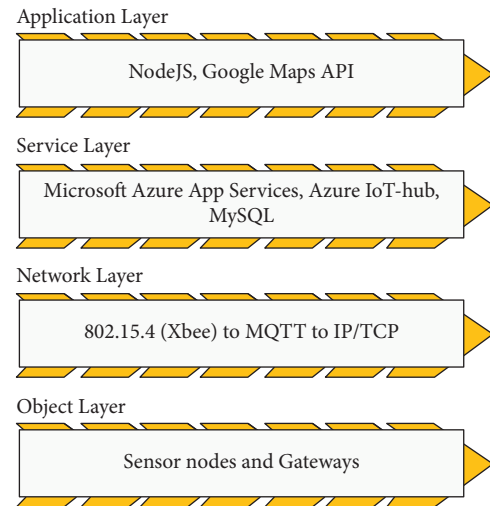 Application Layer
NodeJS, Google Maps API
Service Layer
Microsoft Azure App Services, Azure IoT-hub,
MySQL
Network Layer
802.15.4 (Xbee) to MQTT to IP/TCP
Object Layer
Sensor nodes and Gateways